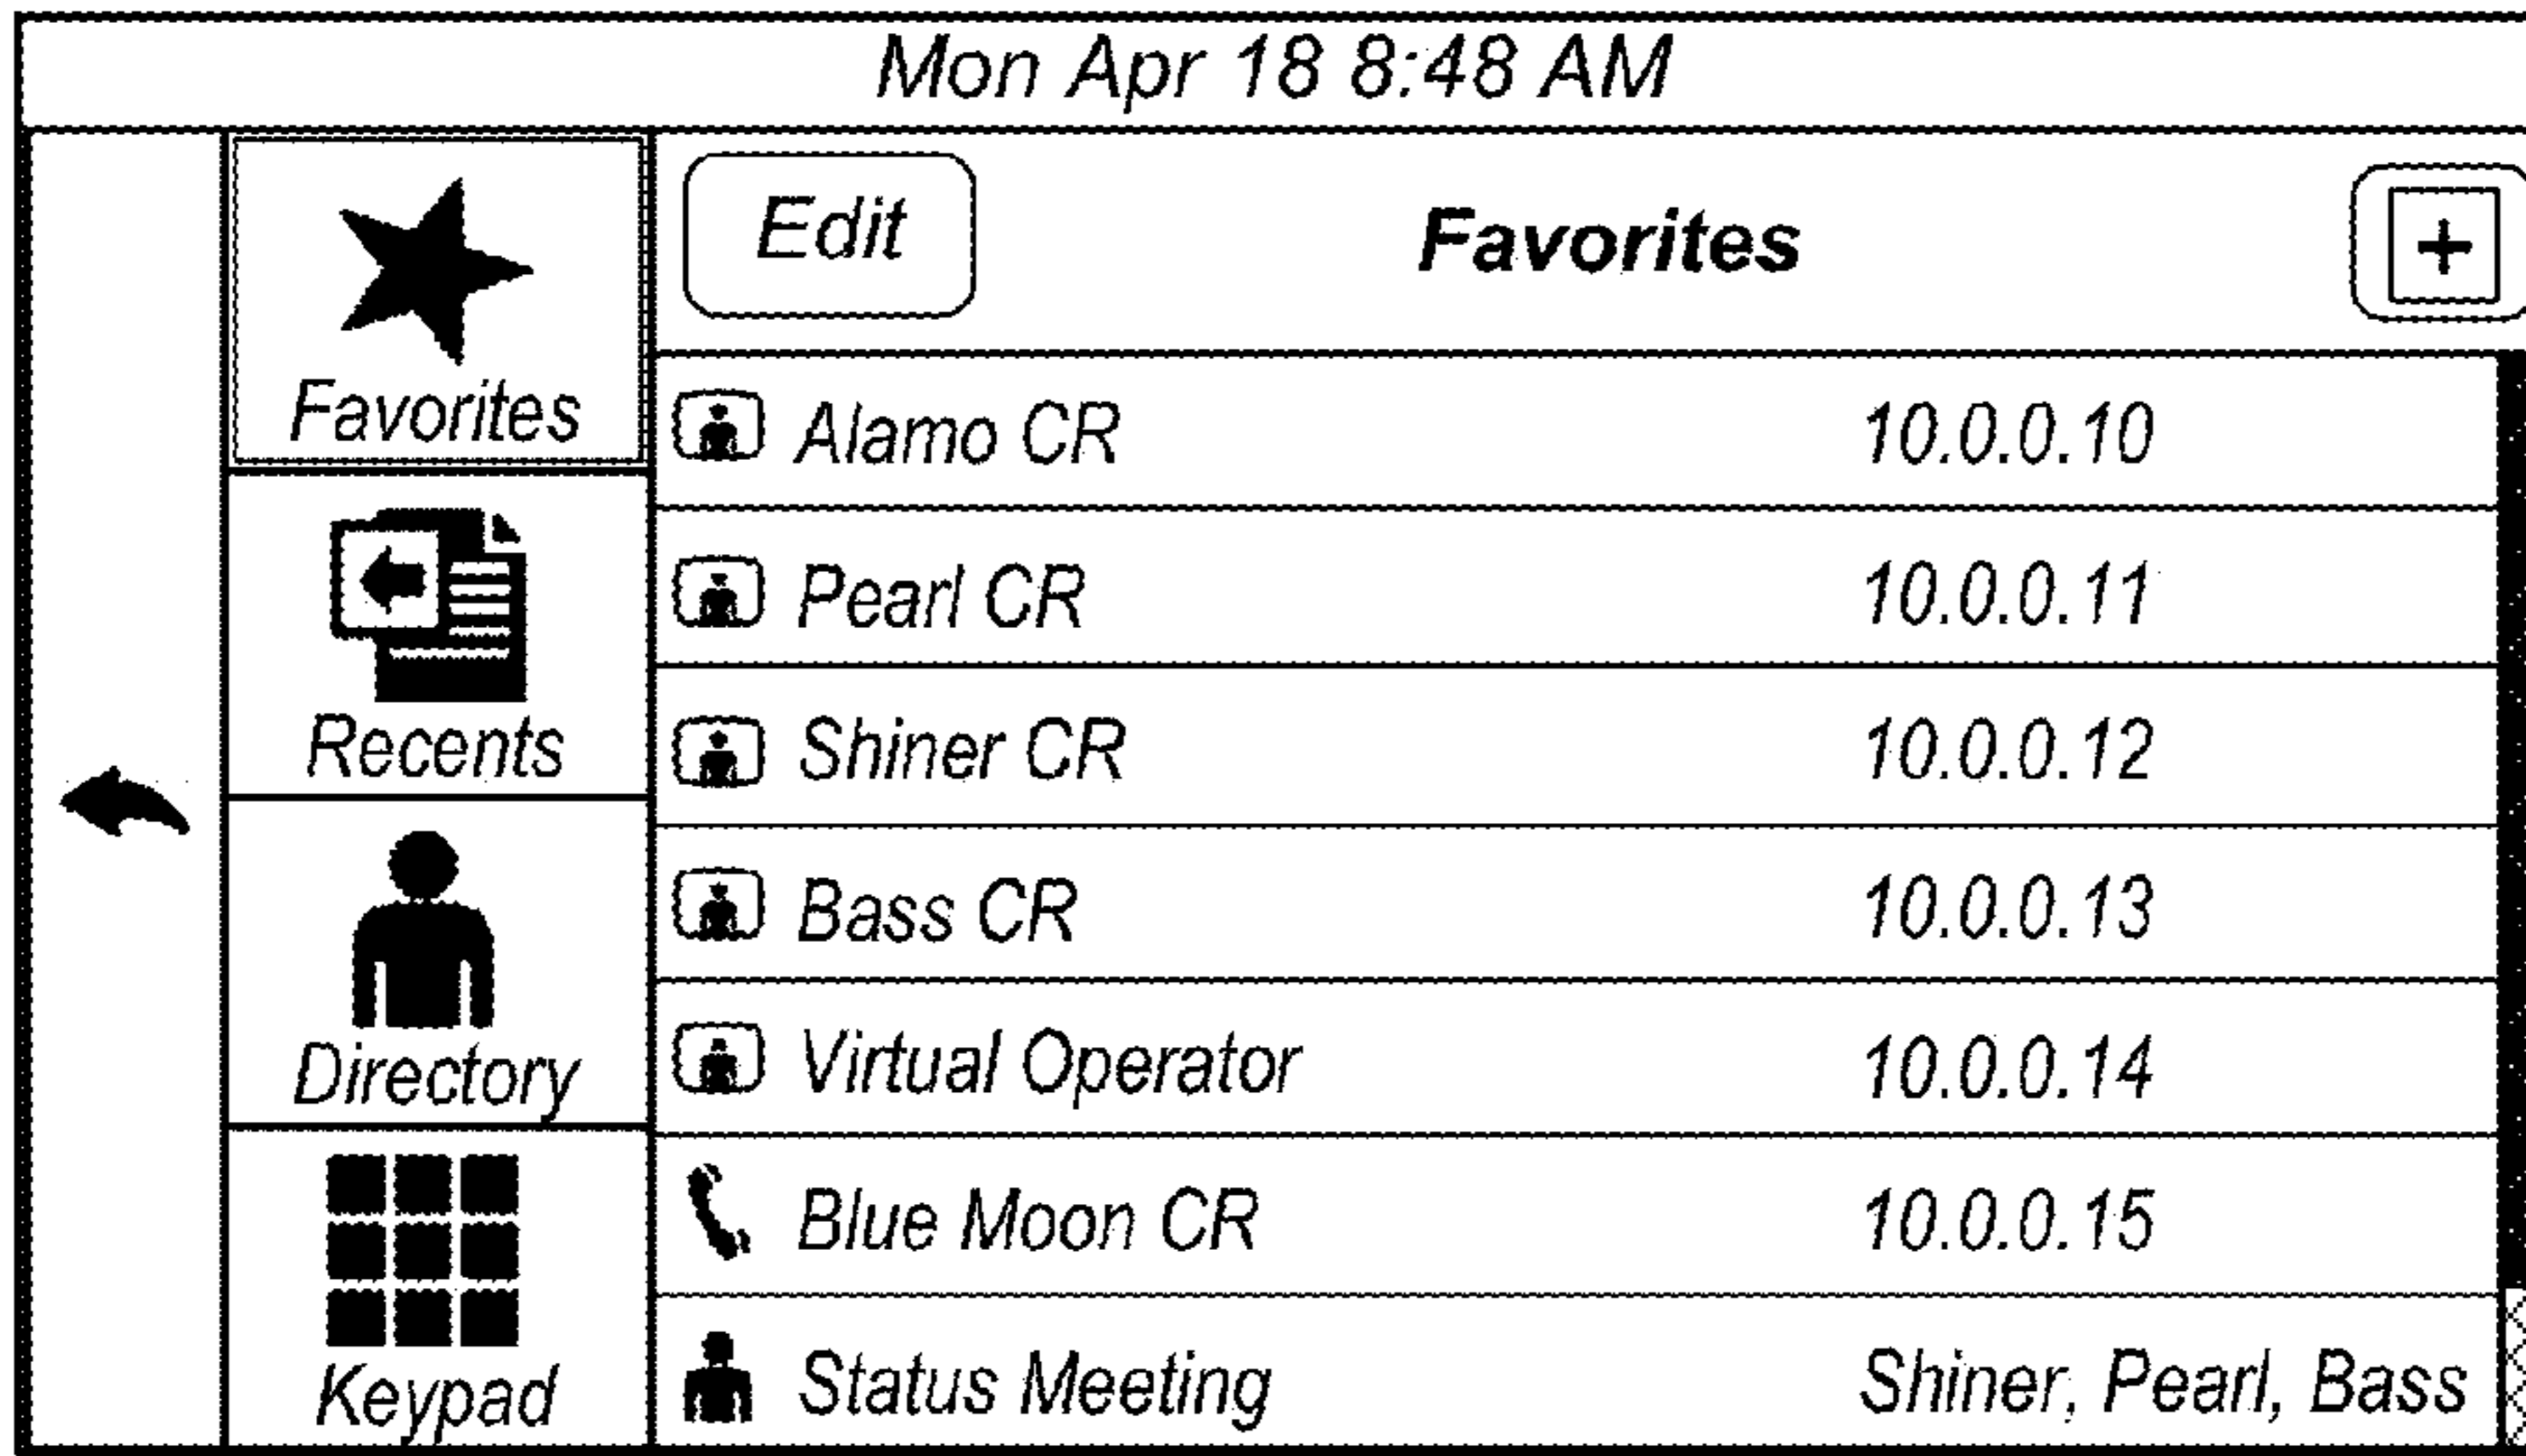 Mon Apr 18 8:48 AM
Favorites
Recents
Directory
Keypad
Edit Favorites +
Alamo CR 10.0.0.10
Pearl CR 10.0.0.11
Shiner CR 10.0.0.12
Bass CR 10.0.0.13
Virtual Operator 10.0.0.14
Blue Moon CR 10.0.0.15
Status Meeting Shiner, Pearl, Bass